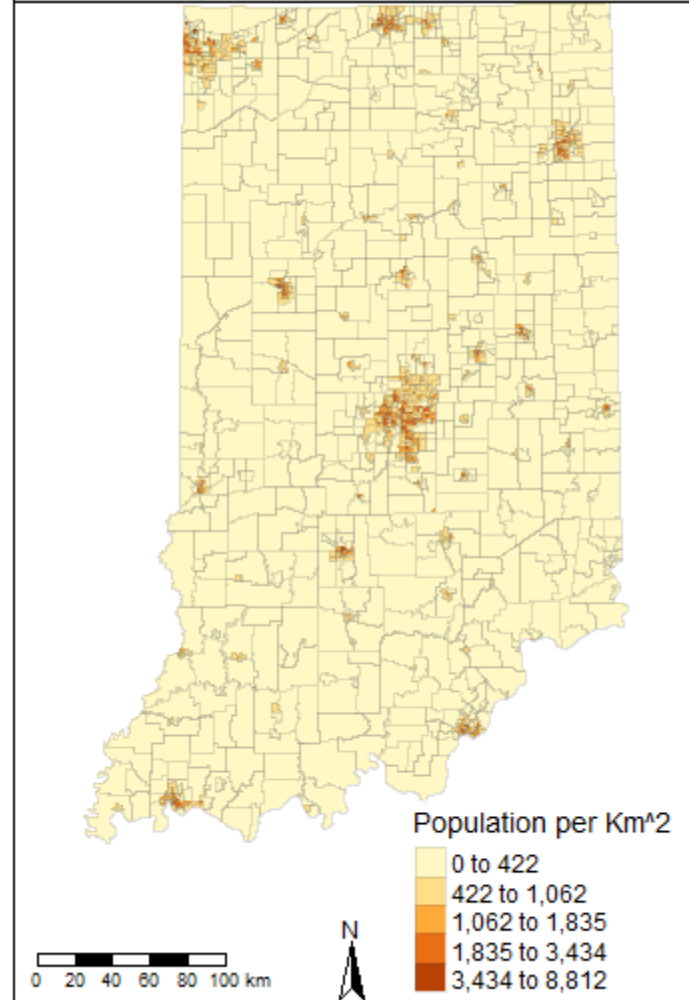 Population per Km^2
0 to 422
422 to 1,062
1,062 to 1,835
1,835 to 3,434
3,434 to 8,812
N
0 20 40 60 80 100 km